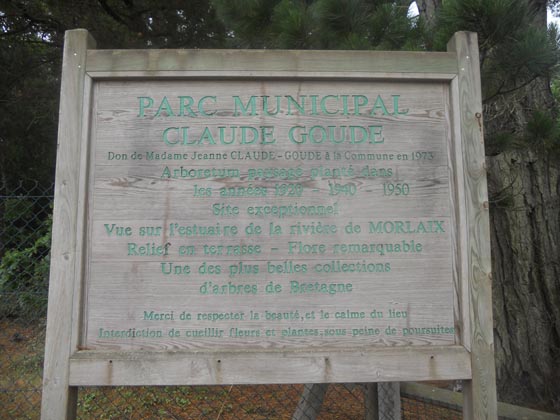 PARC MUNICIPAL
CLAUDE GOUDE
Don de Madame Jeanne CLAUDE - GOUDE à la Commune en 1973
Arboretum paysagé planté dans
les années 1920 - 1940 - 1950
Site exceptionnel
Vue sur l'estuaire de la rivière de MORLAIX
Relief en terrasse - Flore remarquable
Une des plus belles collections
d'arbres de Bretagne
Merci de respecter la beauté, et le calme du lieu
Interdiction de cueillir fleurs et plantes, sous peine de poursuites